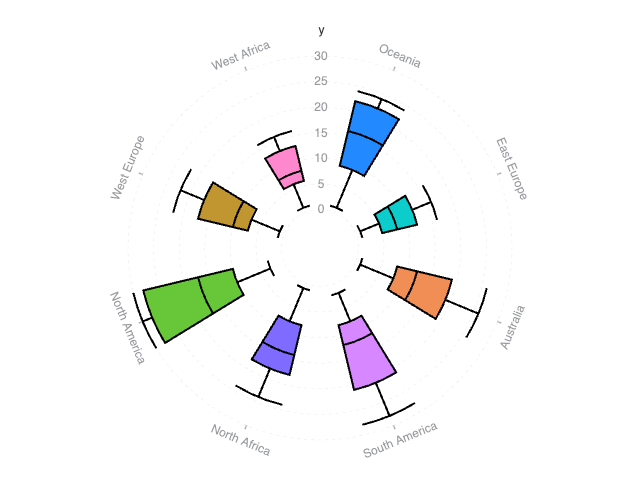 y
30
25
20
15
10
5
0
Oceania
East Europe
Australia
South America
North Africa
North America
West Europe
West Africa